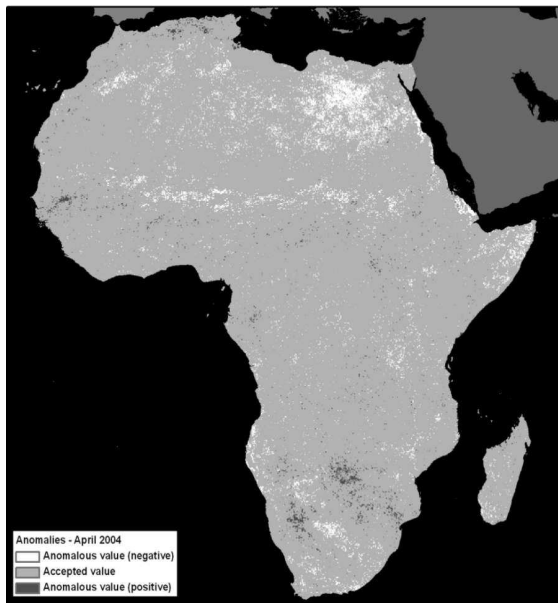 Anomalies - April 2004
Anomalous value (negative)
Accepted value
Anomalous value (positive)